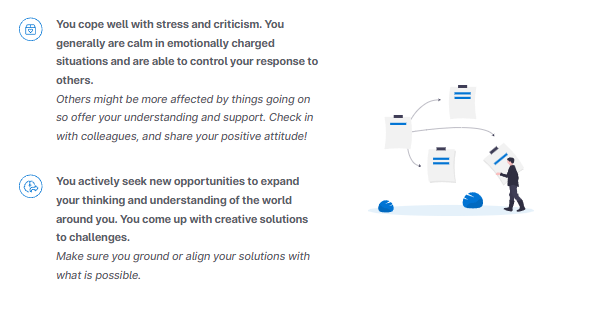 You cope well with stress and criticism. You
generally are calm in emotionally charged
situations and are able to control your response to
others.
Others might be more affected by things going on
so offer your understanding and support. Check in
with colleagues, and share your positive attitude!
You actively seek new opportunities to expand
your thinking and understanding of the world
around you. You come up with creative solutions
to challenges.
Make sure you ground or align your solutions with
what is possible.